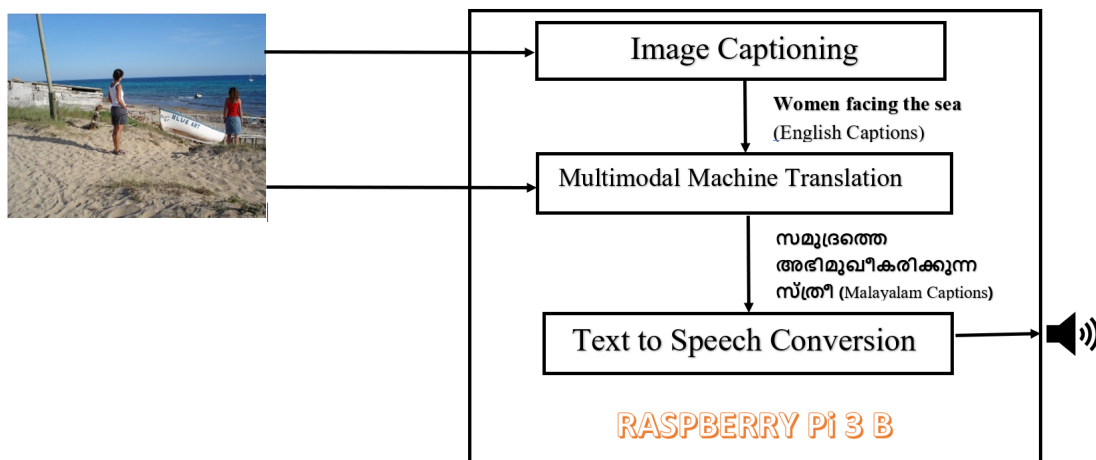 Image Captioning
Women facing the sea
(English Captions)
BLUE
Multimodal Machine Translation
സമുദ്രത്തെ
അഭിമുഖീകരിക്കുന്ന
സ്ത്രീ (Malayalam Captions)
Text to Speech Conversion
RASPBERRY Pi 3 B